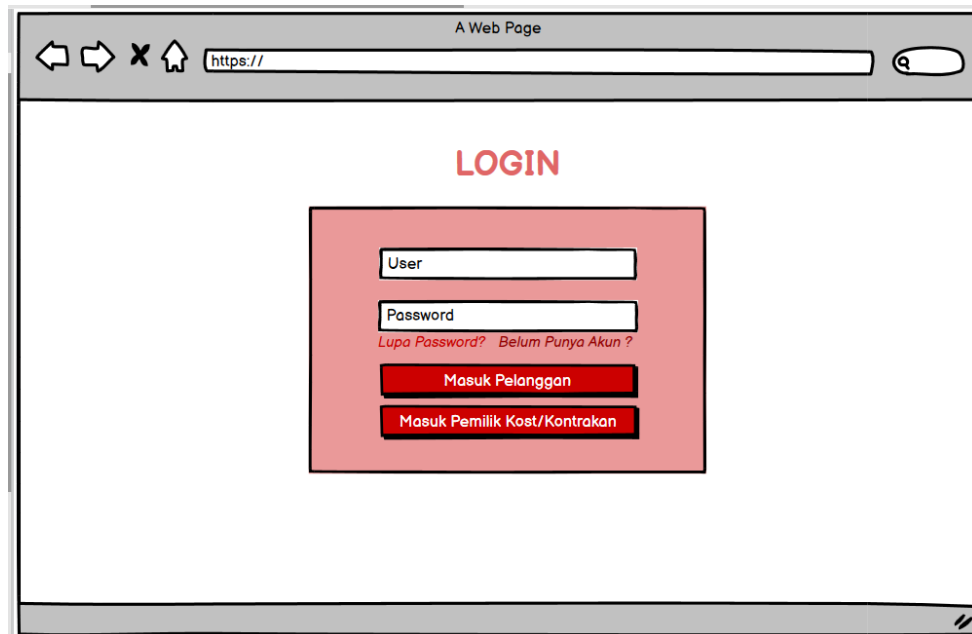 A Web Page
https://
LOGIN
User
Password
Lupa Password? Belum Punya Akun ?
Masuk Pelanggan
Masuk Pemilik Kost/Kontrakan